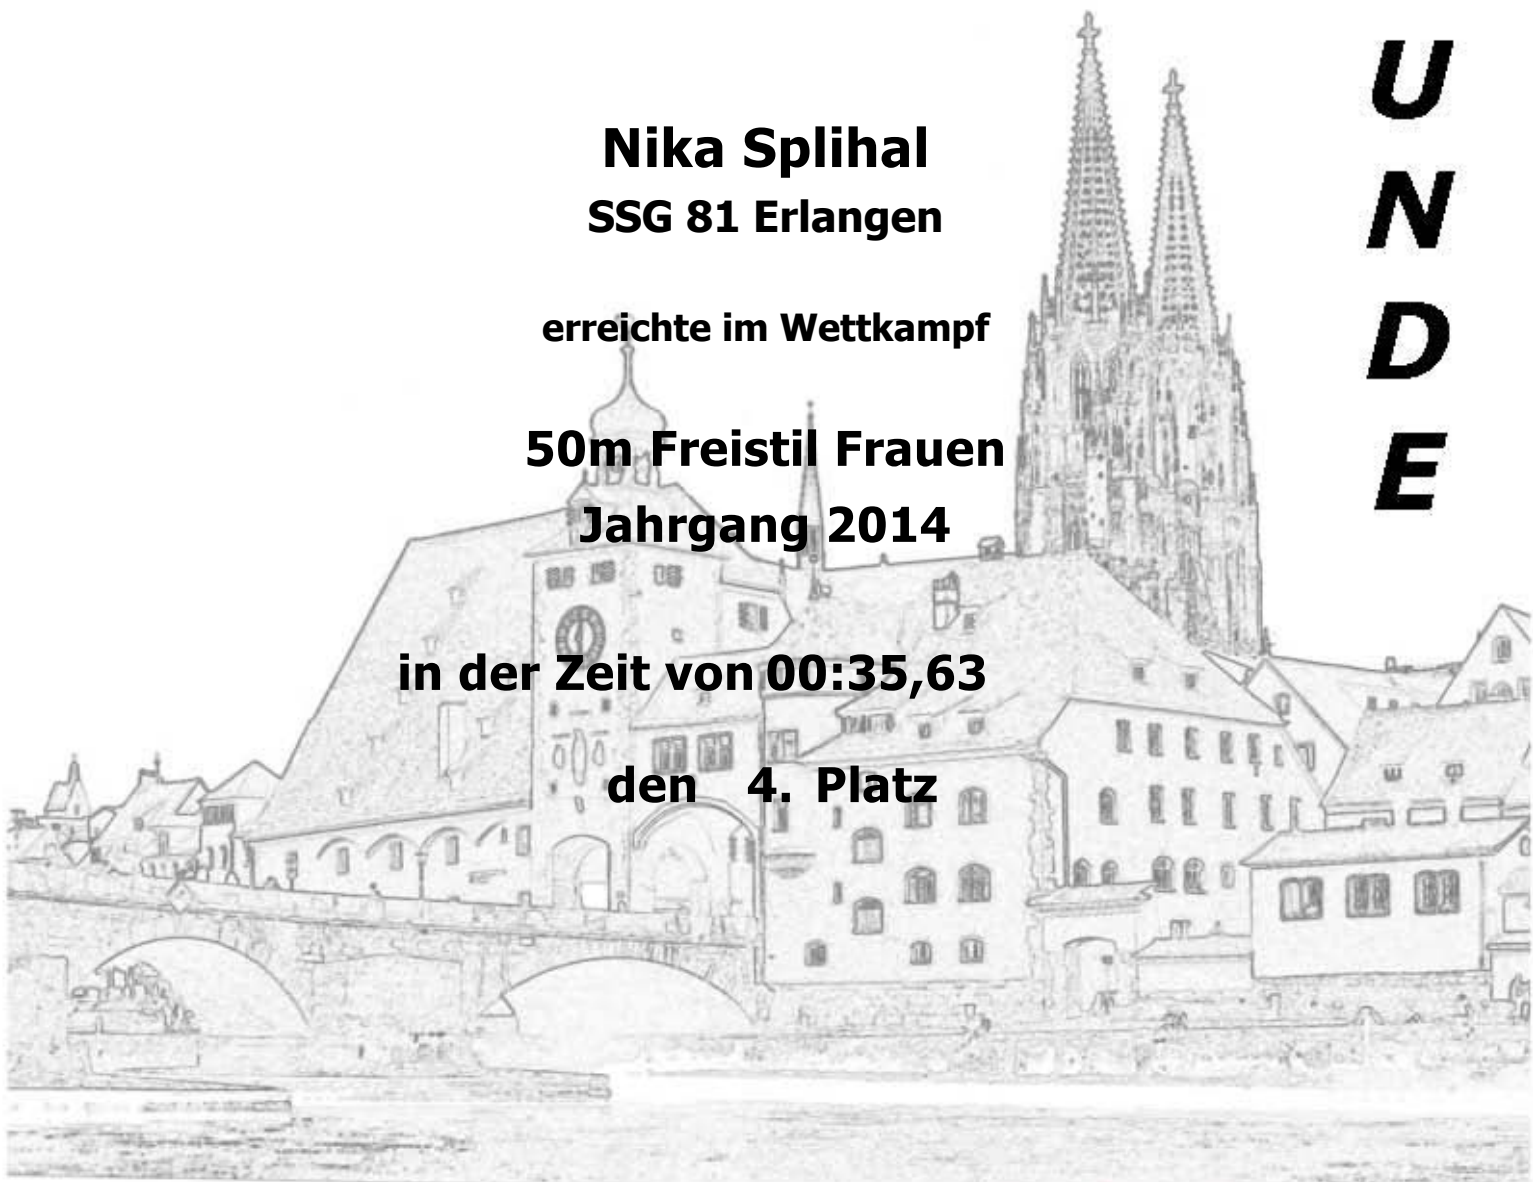 Nika Splihal
SSG 81 Erlangen
erreichte im Wettkampf
50m Freistil Frauen
Jahrgang 2014
in der Zeit von 00:35,63
den 4. Platz
U
N
D
E